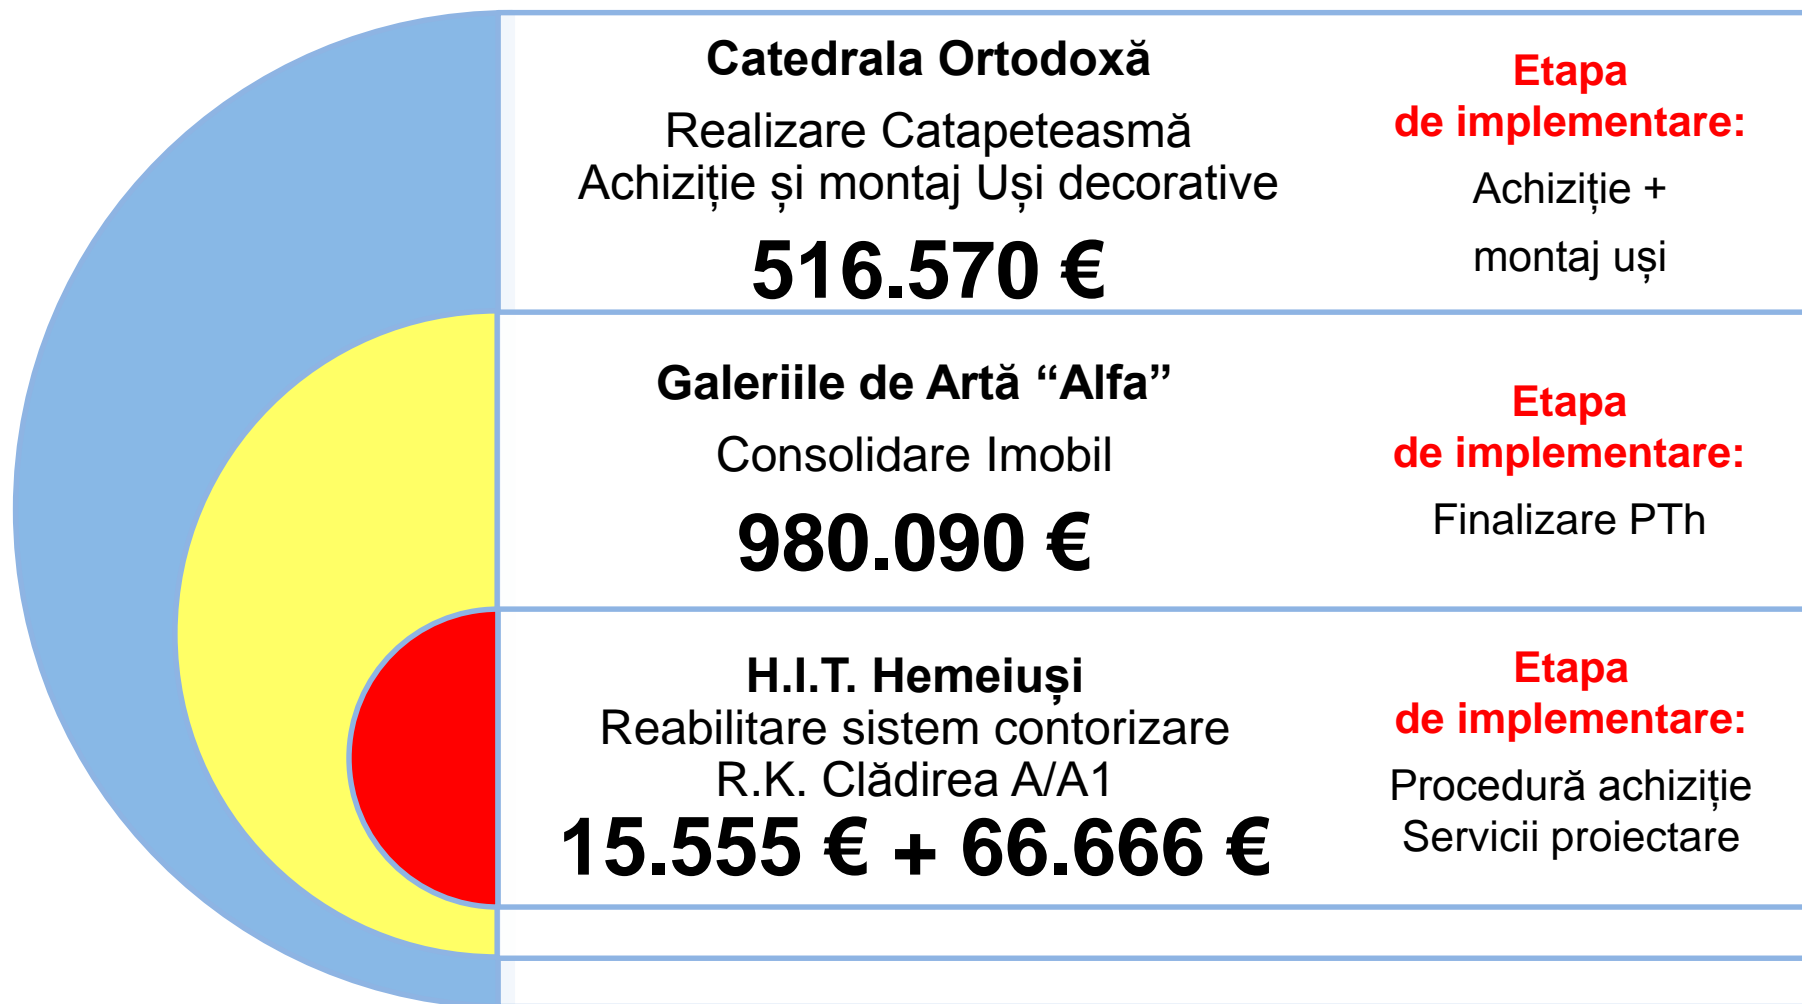 Catedrala Ortodoxă
Realizare Catapeteasmă
Achiziție și montaj Uși decorative
516.570 €
Etapa
de implementare:
Achiziție +
montaj uși
Galeriile de Artă “Alfa”
Consolidare Imobil
980.090 €
Etapa
de implementare:
Finalizare PTh
H.I.T. Hemeiuși
Reabilitare sistem contorizare
R.K. Clădirea A/A1
15.555 € + 66.666 €
Etapa
de implementare:
Procedură achiziție
Servicii proiectare